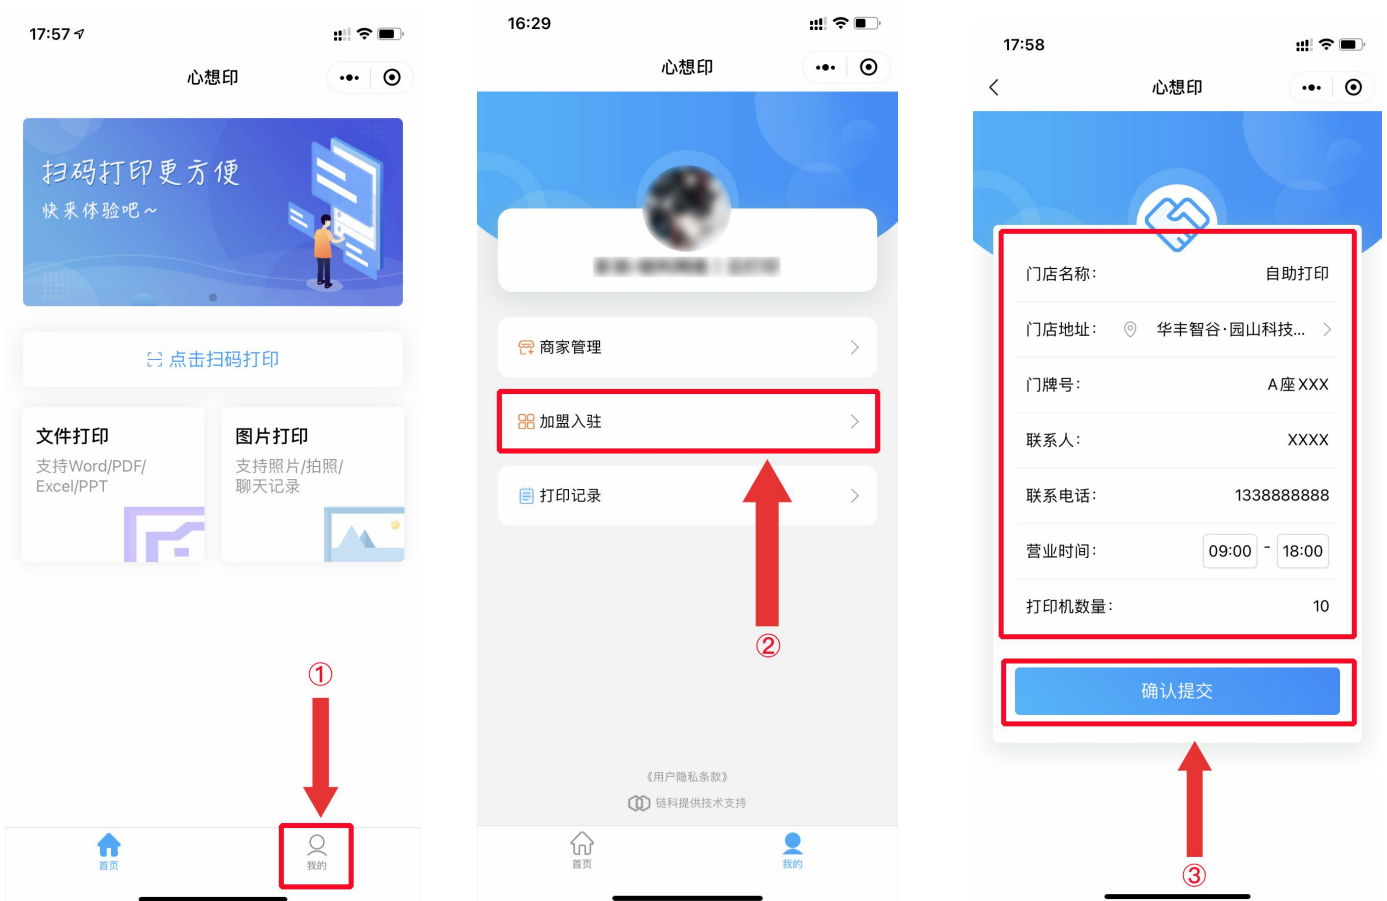 17:57
心想印
扫码打印更方便
快来体验吧~
点击扫码打印
文件打印
支持Word/PDF/
Excel/PPT
图片打印
支持照片/拍照/
聊天记录
①
首页
我的
16:29
心想印
商家管理
加盟入驻
打印记录
②
《用户隐私条款》
链科提供技术支持
首页
我的
17:58
心想印
门店名称: 自助打印
门店地址: 华丰智谷·园山科技...
门牌号: A座XXX
联系人: XXXX
联系电话: 1338888888
营业时间: 09:00 - 18:00
打印机数量: 10
确认提交
③